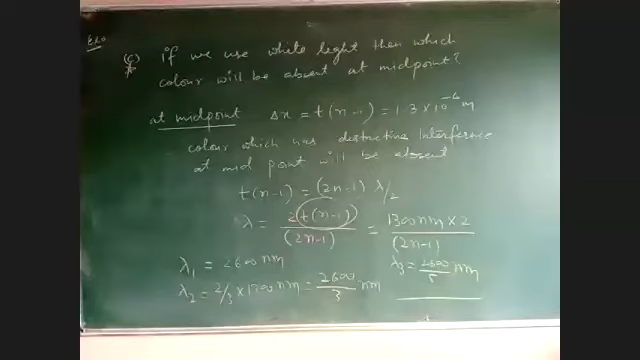 Ex.
(c) If we use white light then which
colour will be absent at midpoint?
at midpoint Δx = t(n-1) = 1.3 × 10⁻⁶ m
colour which has destructive interference
at mid point will be absent
t(n-1) = (2n-1) λ/2
λ = 2 t(n-1) / (2n-1) = 1300 nm × 2 / (2n-1)
λ₁ = 2600 nm
λ₂ = 2/3 × 1300 nm = 2600/3 nm
λ₃ = 2600/5 nm